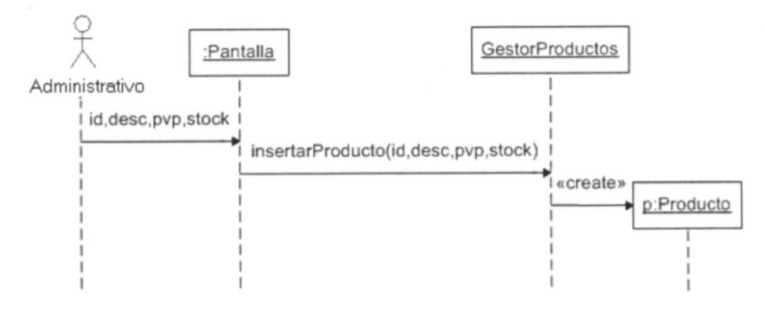 :Pantalla
GestorProductos
Administrativo
id,desc,pvp,stock
insertarProducto(id,desc,pvp,stock)
«create»
p:Producto